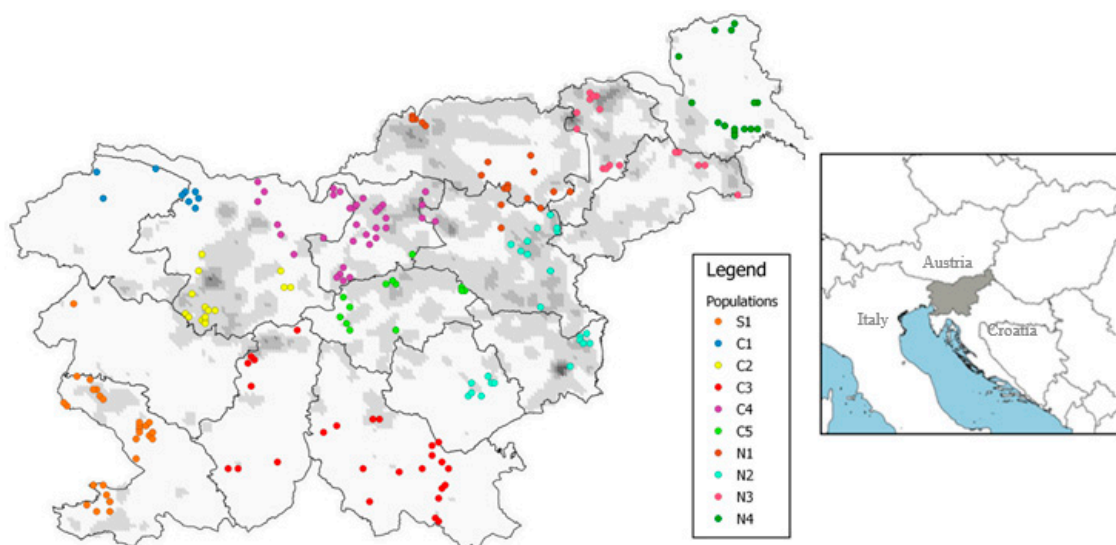 Austria
Italy
Croatia
Legend
Populations
S1
C1
C2
C3
C4
C5
N1
N2
N3
N4